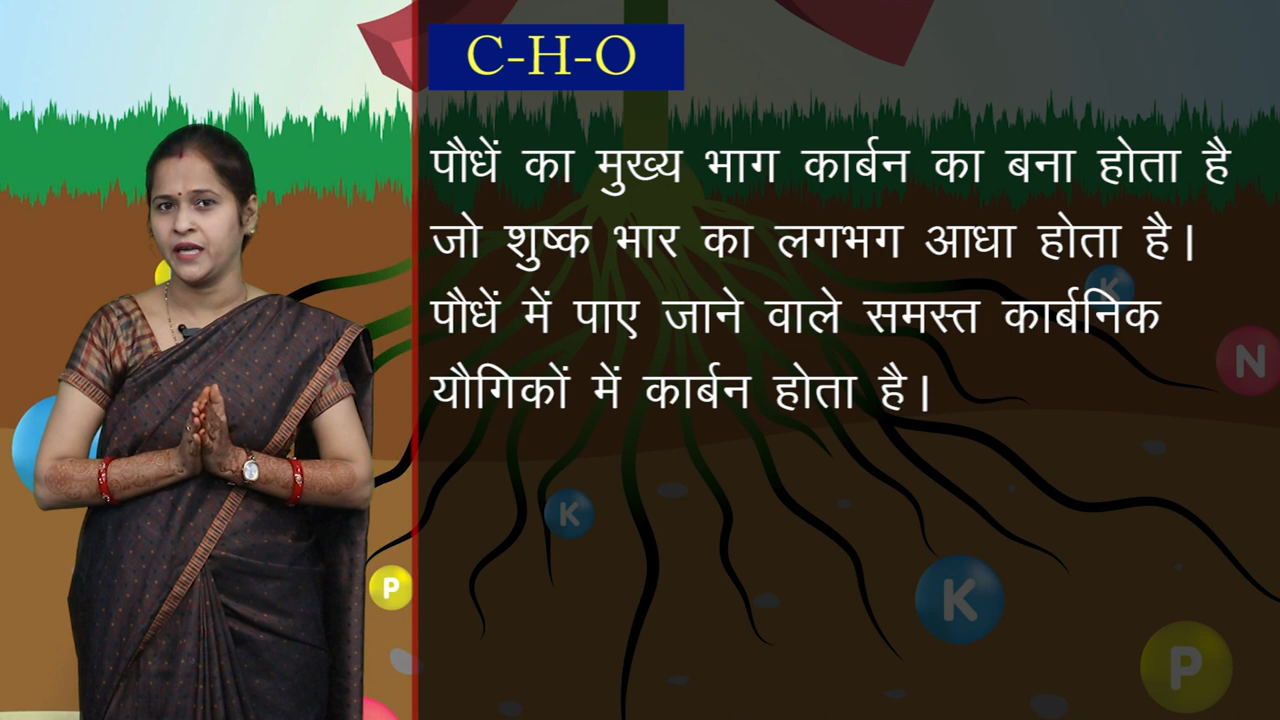 C-H-O
पौधें का मुख्य भाग कार्बन का बना होता है
जो शुष्क भार का लगभग आधा होता है।
पौधें में पाए जाने वाले समस्त कार्बनिक
यौगिकों में कार्बन होता है।
K
N
K
P
K
P